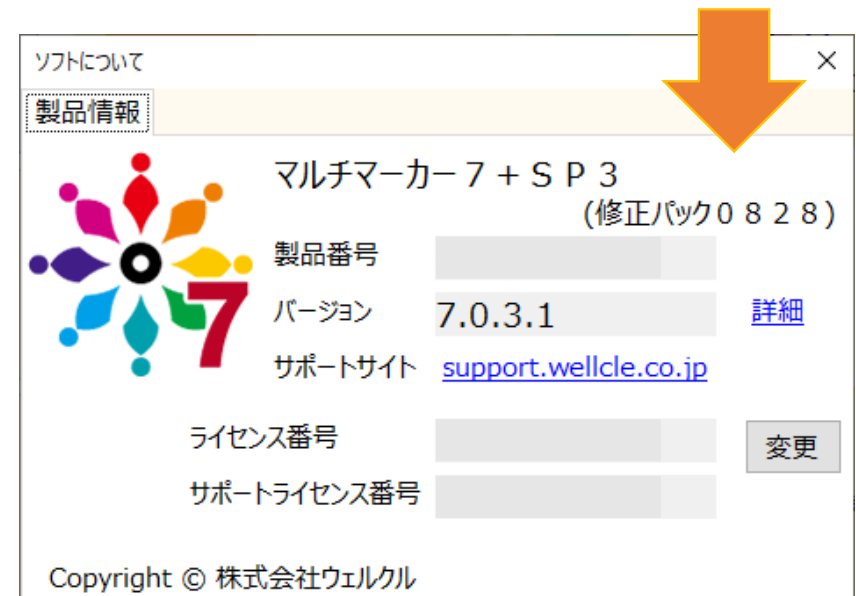 ソフトについて
製品情報
マルチマーカー７＋ＳＰ３
(修正パック０８２８)
7
製品番号
バージョン 7.0.3.1 詳細
サポートサイト support.wellcle.co.jp
ライセンス番号
変更
サポートライセンス番号
Copyright © 株式会社ウェルクル